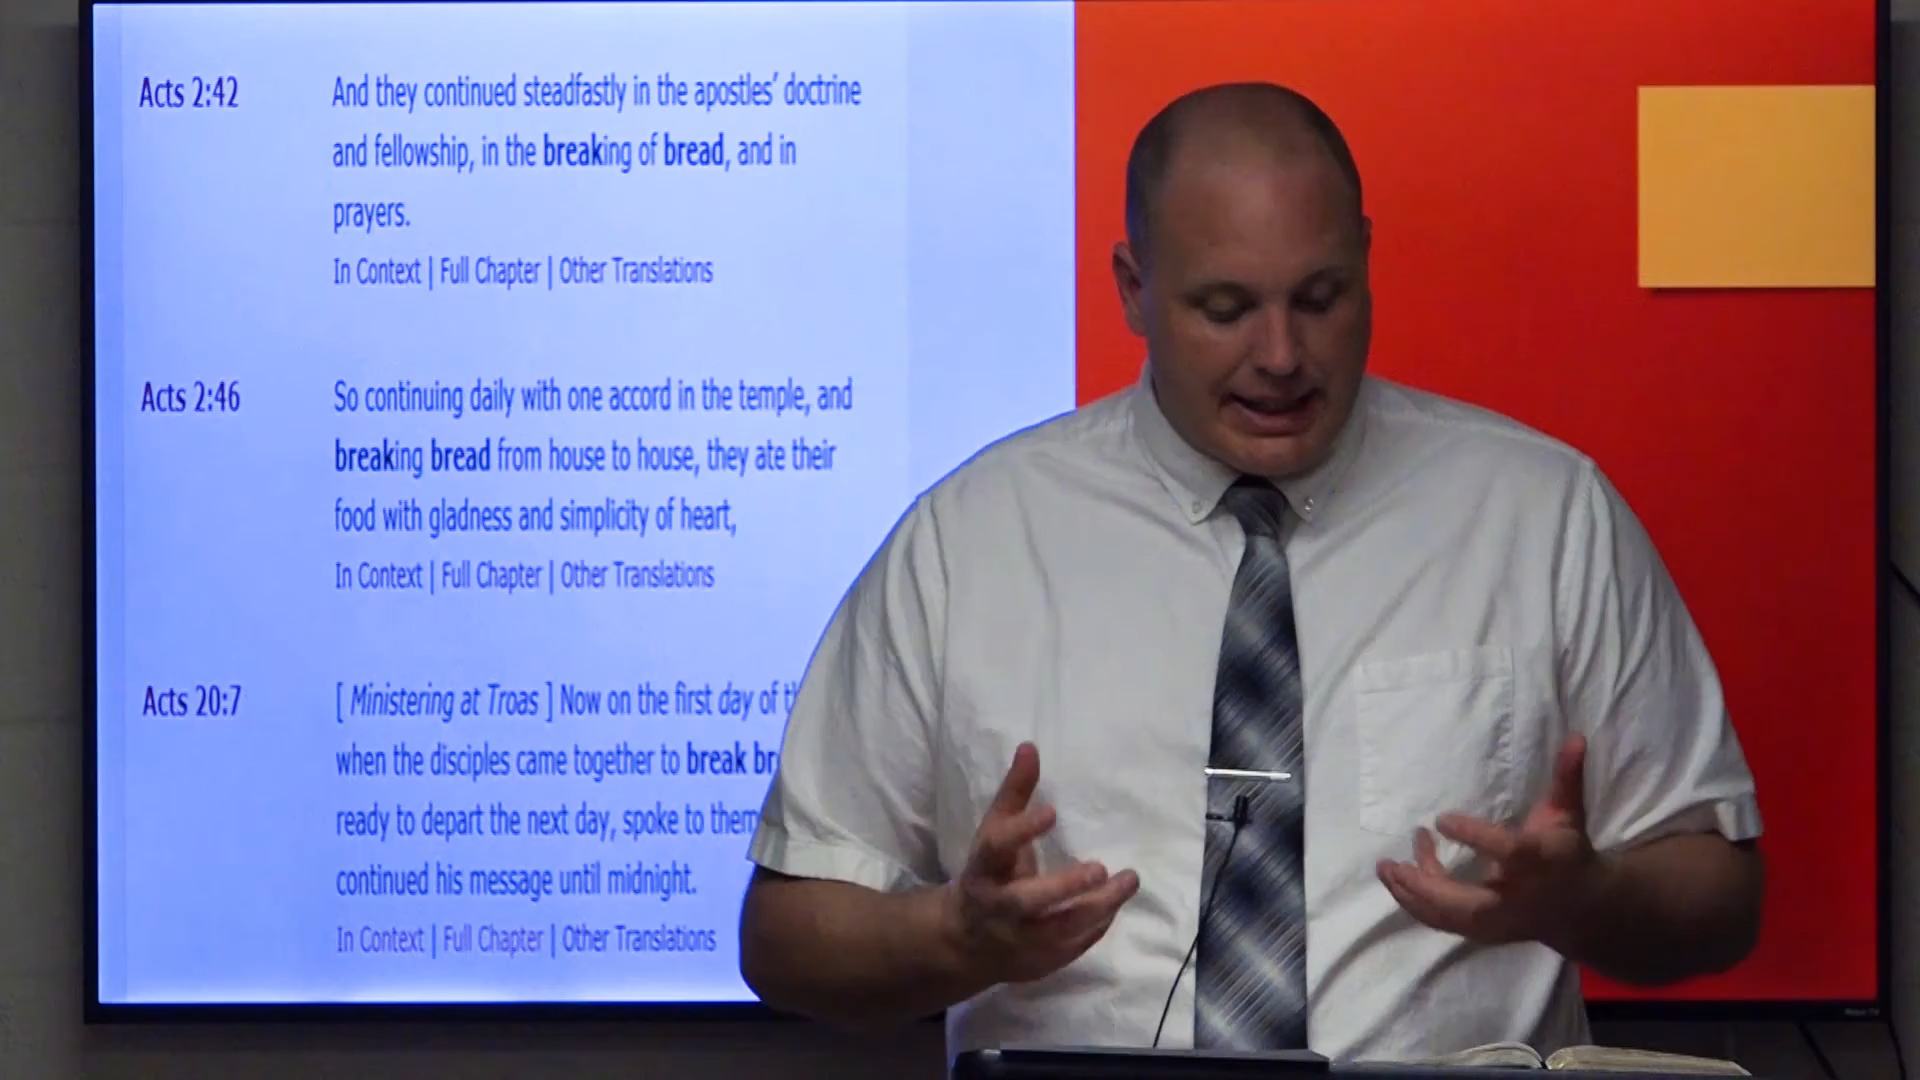 Acts 2:42
And they continued steadfastly in the apostles’ doctrine
and fellowship, in the breaking of bread, and in
prayers.
In Context | Full Chapter | Other Translations
Acts 2:46
So continuing daily with one accord in the temple, and
breaking bread from house to house, they ate their
food with gladness and simplicity of heart,
In Context | Full Chapter | Other Translations
Acts 20:7
[ Ministering at Troas ] Now on the first day of
when the disciples came together to break
ready to depart the next day, spoke to them
continued his message until midnight.
In Context | Full Chapter | Other Translations